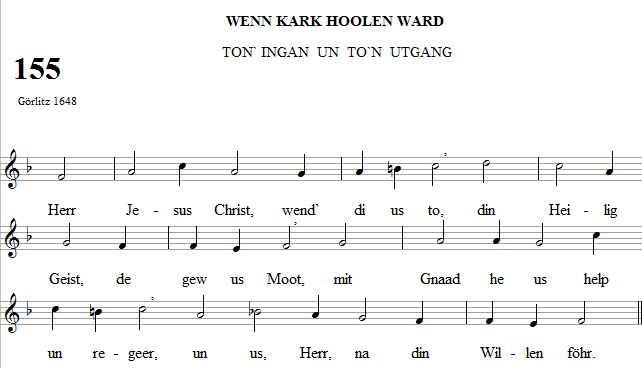 WENN KARK HOOLEN WARD
TON` INGAN UN TO`N UTGANG
155
Görlitz 1648
Herr Je - sus Christ, wend` di us to, din Hei - lig
Geist, de gew us Moot, mit Gnaad he us help
un re - geer, un us, Herr, na din Wil - len föhr.